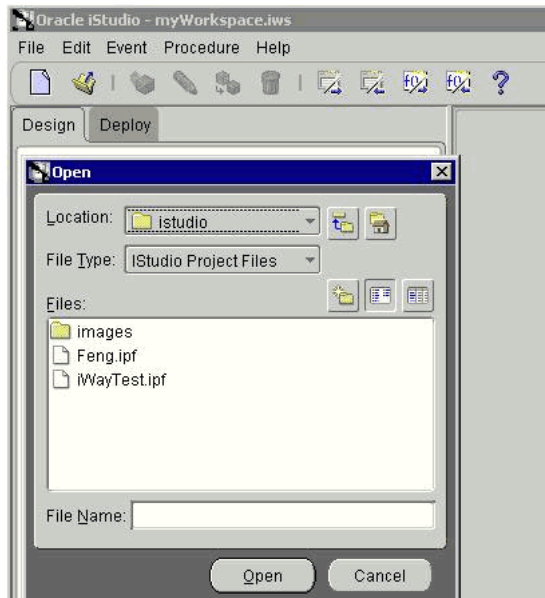 Oracle iStudio - myWorkspace.iws
File Edit Event Procedure Help
Design Deploy
Open
Location: istudio
File Type: IStudio Project Files
Files:
images
Feng.ipf
iWayTest.ipf
File Name:
Open Cancel